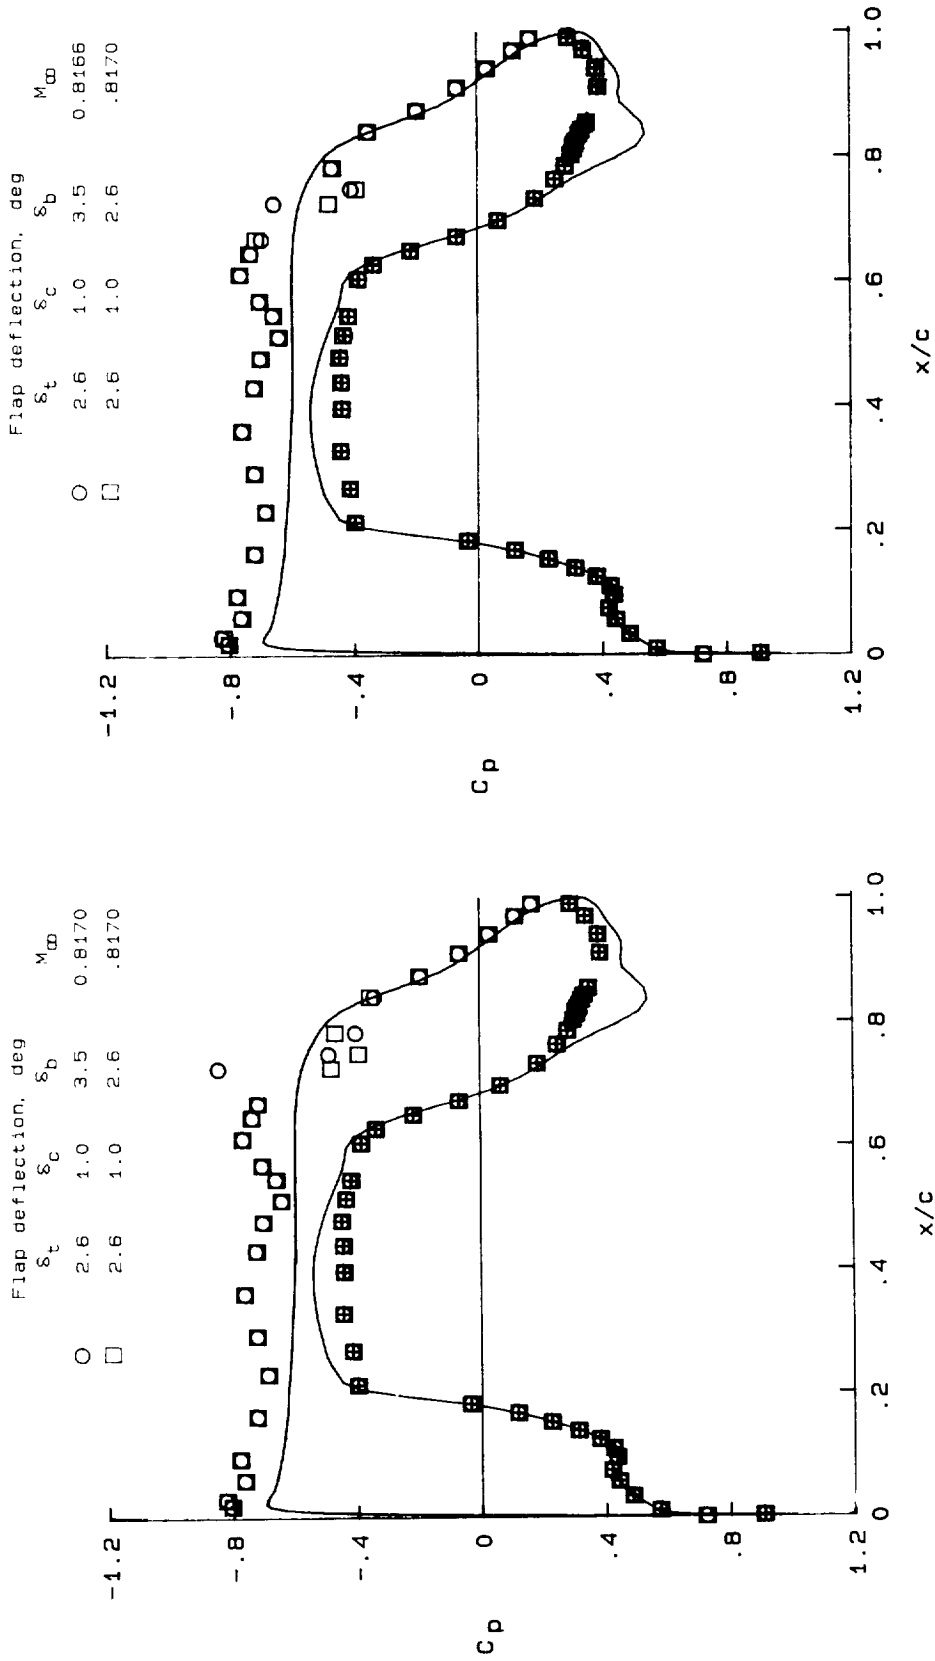 Flap deflection, deg
δt δc δb M∞
○ 2.6 1.0 3.5 0.8170
□ 2.6 1.0 2.6 .8170
-1.2
-.8
-.4
0
.4
.8
1.2
Cp
0 .2 .4 .6 .8 1.0
x/c
Flap deflection, deg
δt δc δb M∞
○ 2.6 1.0 3.5 0.8166
□ 2.6 1.0 2.6 .8170
-1.2
-.8
-.4
0
.4
.8
1.2
Cp
0 .2 .4 .6 .8 1.0
x/c